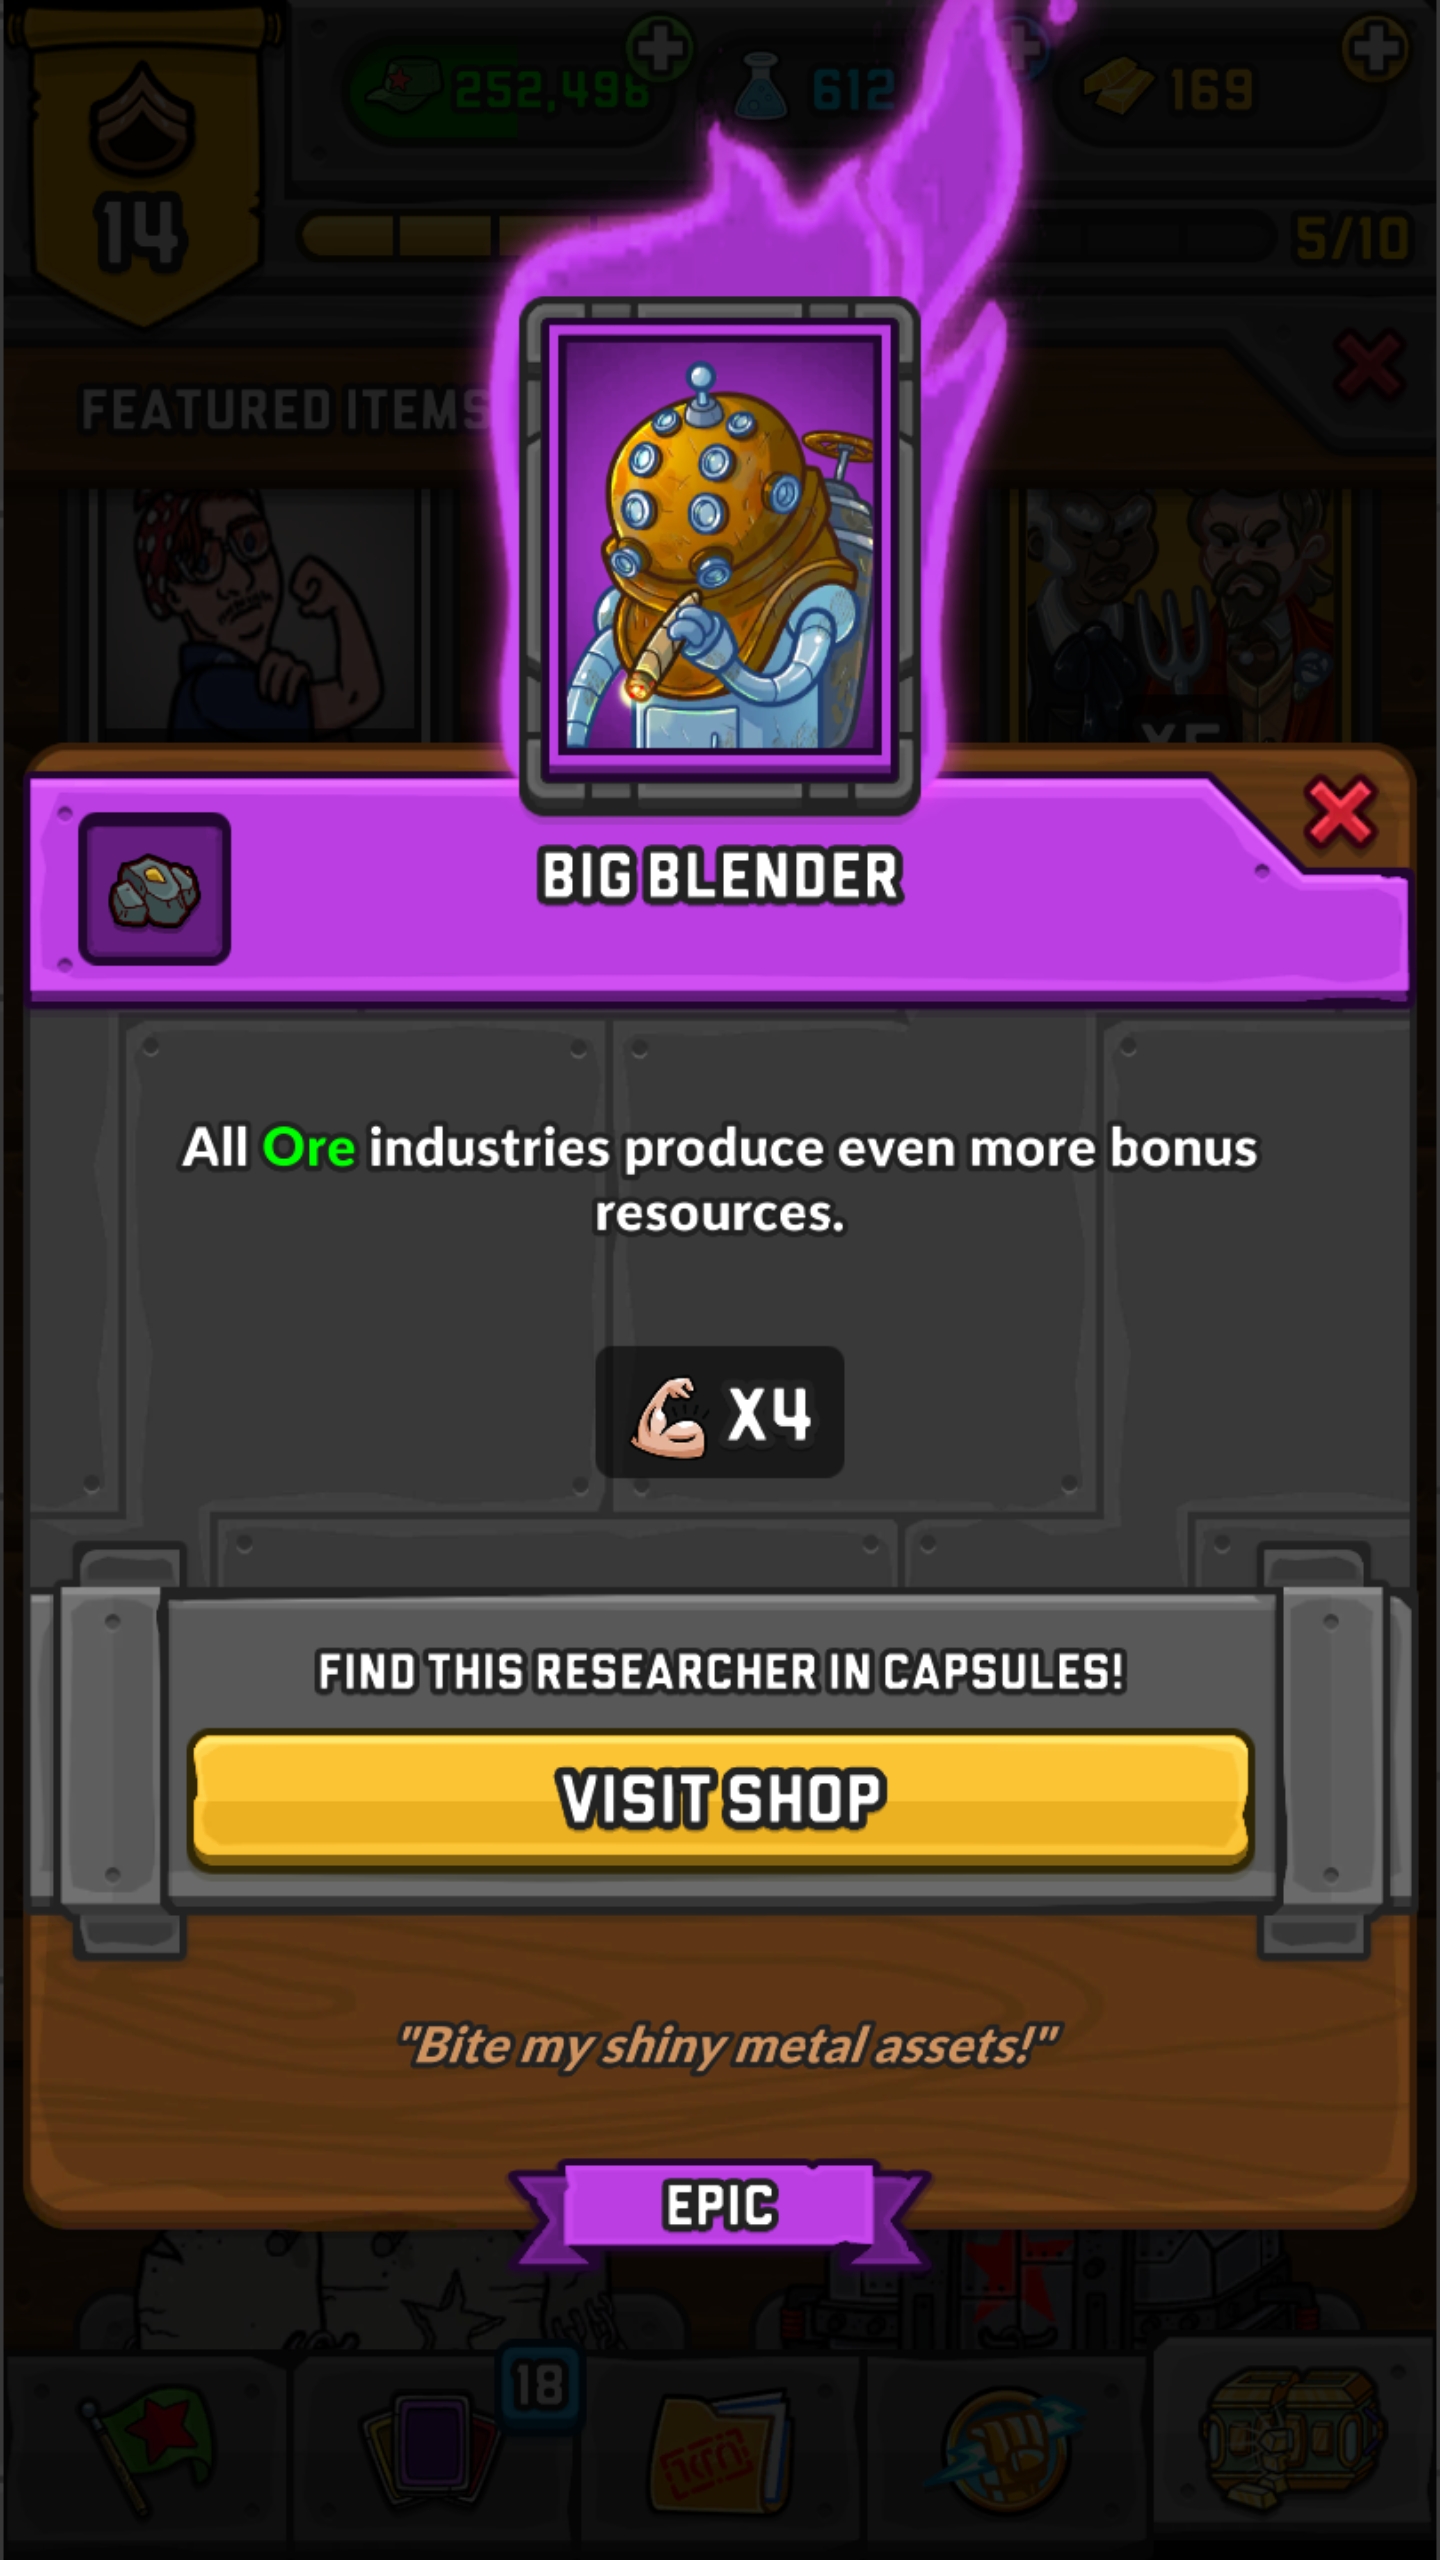 252,498
612
169
14
5/10
FEATURED ITEMS
BIG BLENDER
All Ore industries produce even more bonus
resources.
X4
FIND THIS RESEARCHER IN CAPSULES!
VISIT SHOP
"Bite my shiny metal assets!"
EPIC
18